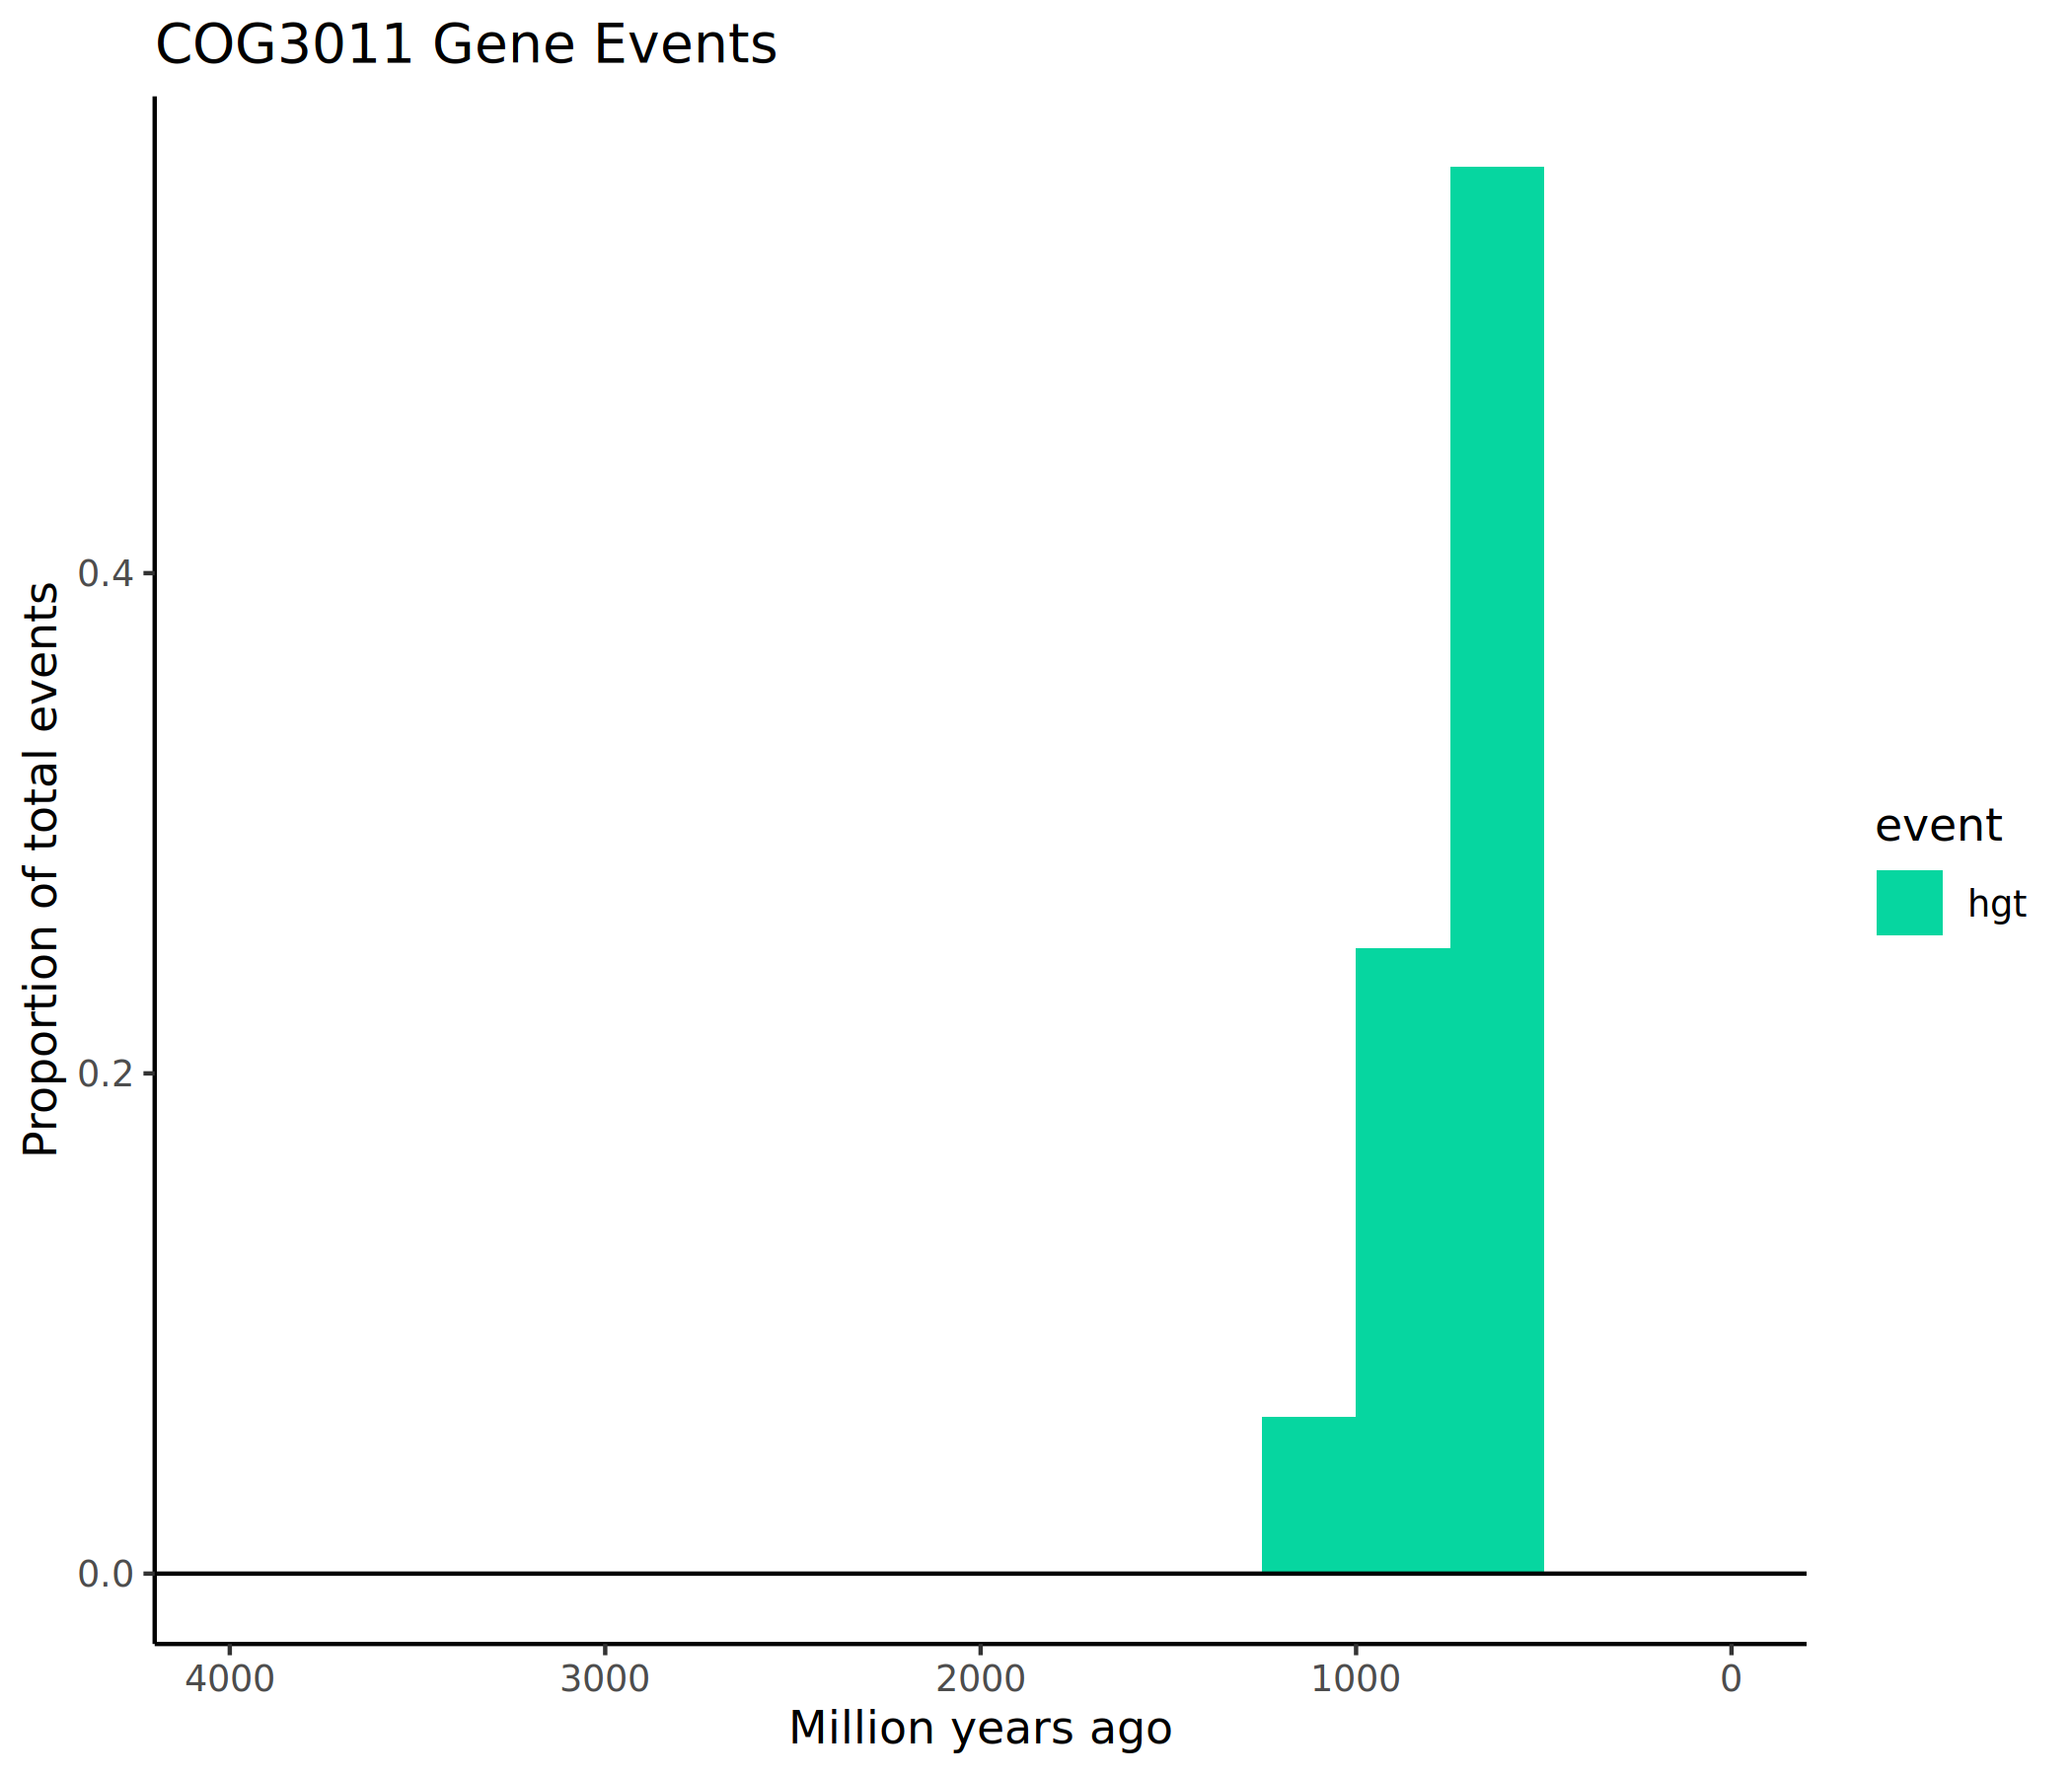 COG3011 Gene Events
Proportion of total events
0.4
0.2
0.0
4000 3000 2000 1000 0
Million years ago
event
hgt